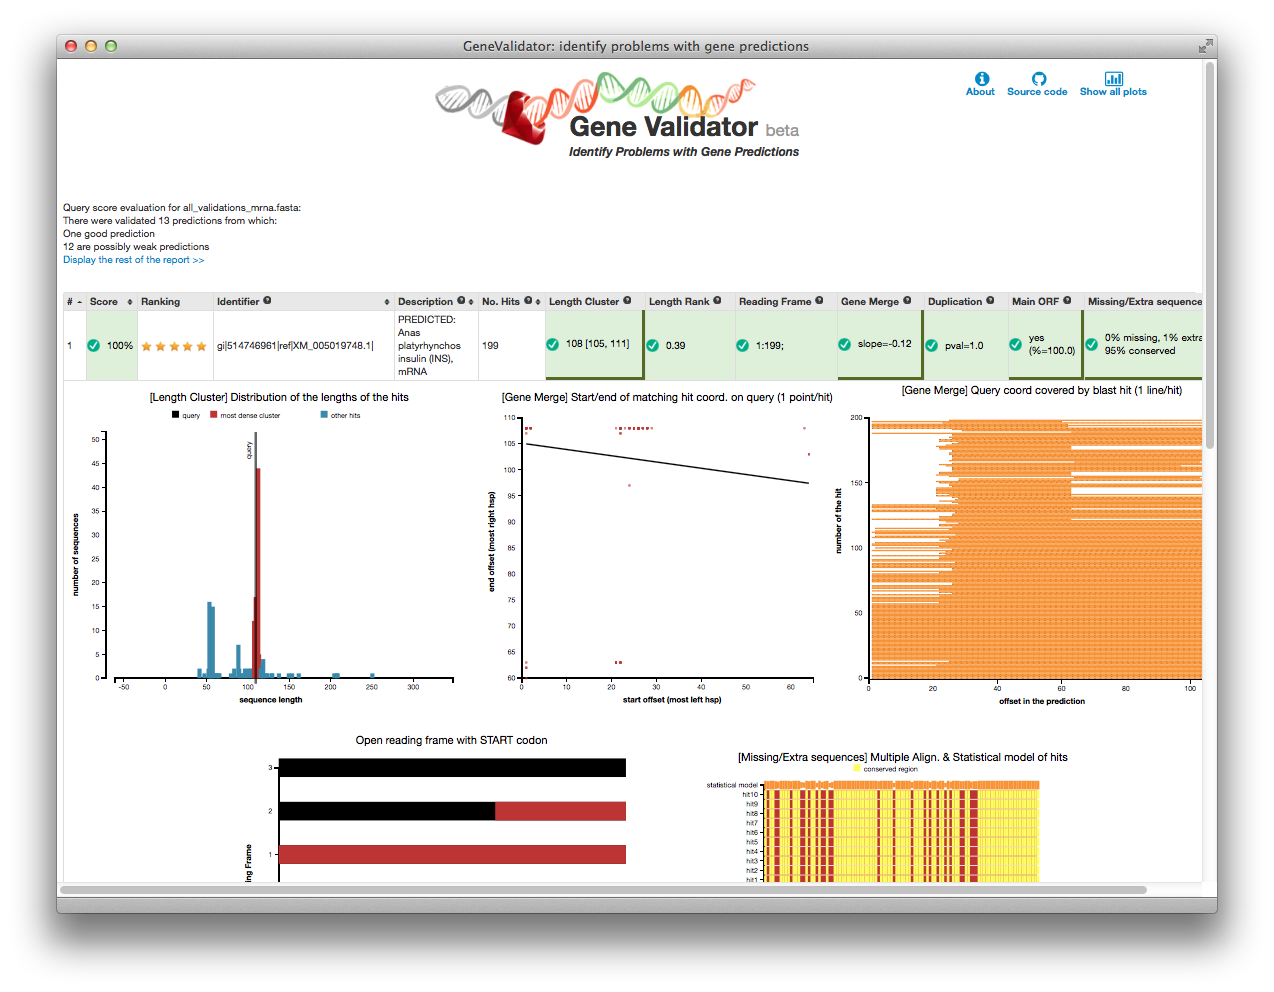 GeneValidator: identify problems with gene predictions
About Source code Show all plots
Gene Validator beta
Identify Problems with Gene Predictions
Query score evaluation for all_validations_mrna.fasta:
There were validated 13 predictions from which:
One good prediction
12 are possibly weak predictions
Display the rest of the report >>
# Score Ranking Identifier Description No. Hits Length Cluster Length Rank Reading Frame Gene Merge Duplication Main ORF Missing/Extra sequence
1 100% gi|514746961|ref|XM_005019748.1| PREDICTED: Anas platyrhynchos insulin (INS), mRNA 199 108 [105, 111] 0.39 1:199; slope=-0.12 pval=1.0 yes (%=100.0) 0% missing, 1% extra 95% conserved
[Length Cluster] Distribution of the lengths of the hits
query most dense cluster other hits
query
number of sequences
50
45
40
35
30
25
20
15
10
5
0
-50 0 50 100 150 200 250 300
sequence length
[Gene Merge] Start/end of matching hit coord. on query (1 point/hit)
end offset (most right hsp)
110
105
100
95
90
85
80
75
70
65
60
0 10 20 30 40 50 60
start offset (most left hsp)
[Gene Merge] Query coord covered by blast hit (1 line/hit)
number of the hit
200
150
100
50
0
0 20 40 60 80 100
offset in the prediction
Open reading frame with START codon
3
2
1
ing Frame
[Missing/Extra sequences] Multiple Align. & Statistical model of hits
conserved region
statistical model
hit10
hit9
hit8
hit7
hit6
hit5
hit4
hit3
hit2
hit1